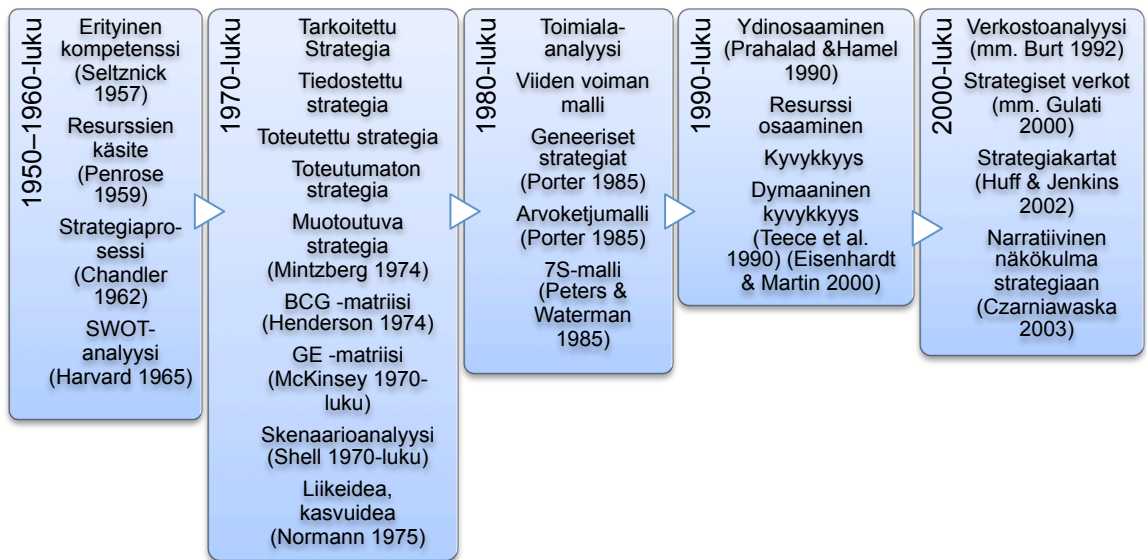 1950–1960-luku
Erityinen
kompetenssi
(Seltznick
1957)
Resurssien
käsite
(Penrose
1959)
Strategiapro-
sessi
(Chandler
1962)
SWOT-
analyysi
(Harvard 1965)
1970-luku
Tarkoitettu
Strategia
Tiedostettu
strategia
Toteutettu strategia
Toteutumaton
strategia
Muotoutuva
strategia
(Mintzberg 1974)
BCG -matriisi
(Henderson 1974)
GE -matriisi
(McKinsey 1970-
luku)
Skenaarioanalyysi
(Shell 1970-luku)
Liikeidea,
kasvuidea
(Normann 1975)
1980-luku
Toimiala-
analyysi
Viiden voiman
malli
Geneeriset
strategiat
(Porter 1985)
Arvoketjumalli
(Porter 1985)
7S-malli
(Peters &
Waterman
1985)
1990-luku
Ydinosaaminen
(Prahalad &Hamel
1990)
Resurssi
osaaminen
Kyvykkyys
Dymaaninen
kyvykkyys
(Teece et al.
1990) (Eisenhardt
& Martin 2000)
2000-luku
Verkostoanalyysi
(mm. Burt 1992)
Strategiset verkot
(mm. Gulati
2000)
Strategiakartat
(Huff & Jenkins
2002)
Narratiivinen
näkökulma
strategiaan
(Czarniawaska
2003)